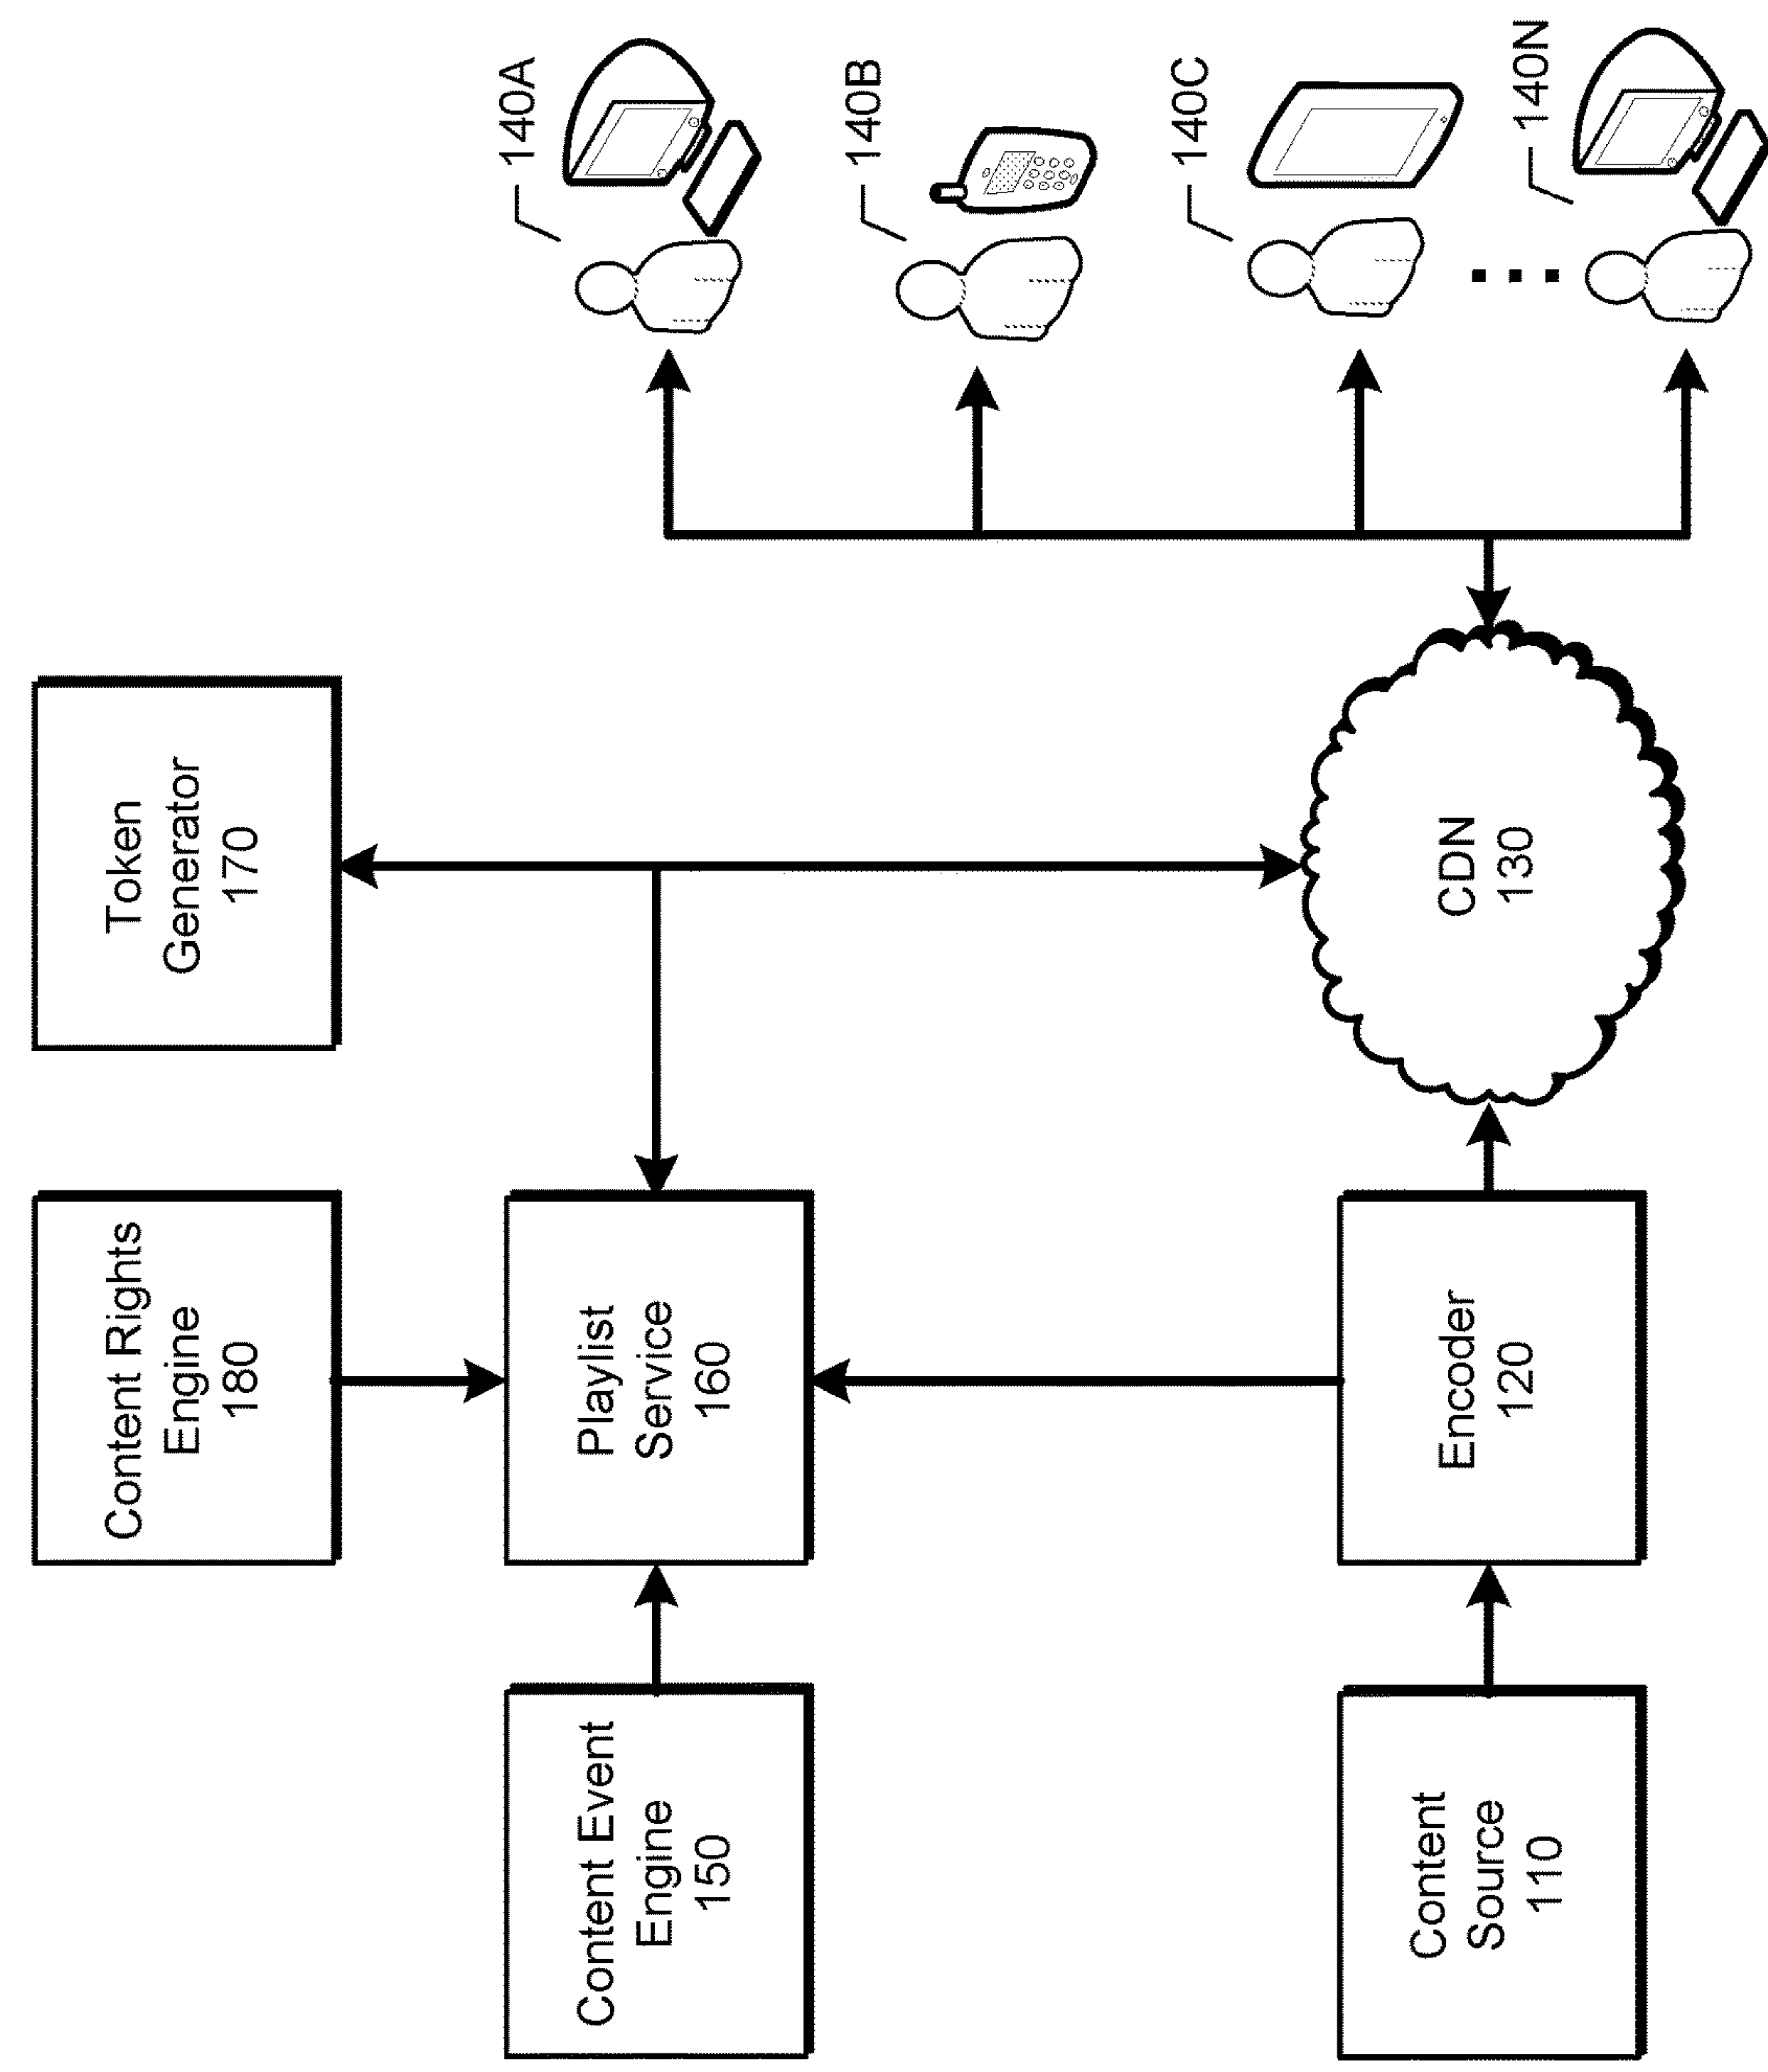 Content Event
Engine
150
Content Rights
Engine
180
Playlist
Service
160
Token
Generator
170
Content
Source
110
Encoder
120
CDN
130
140A
140B
140C
140N